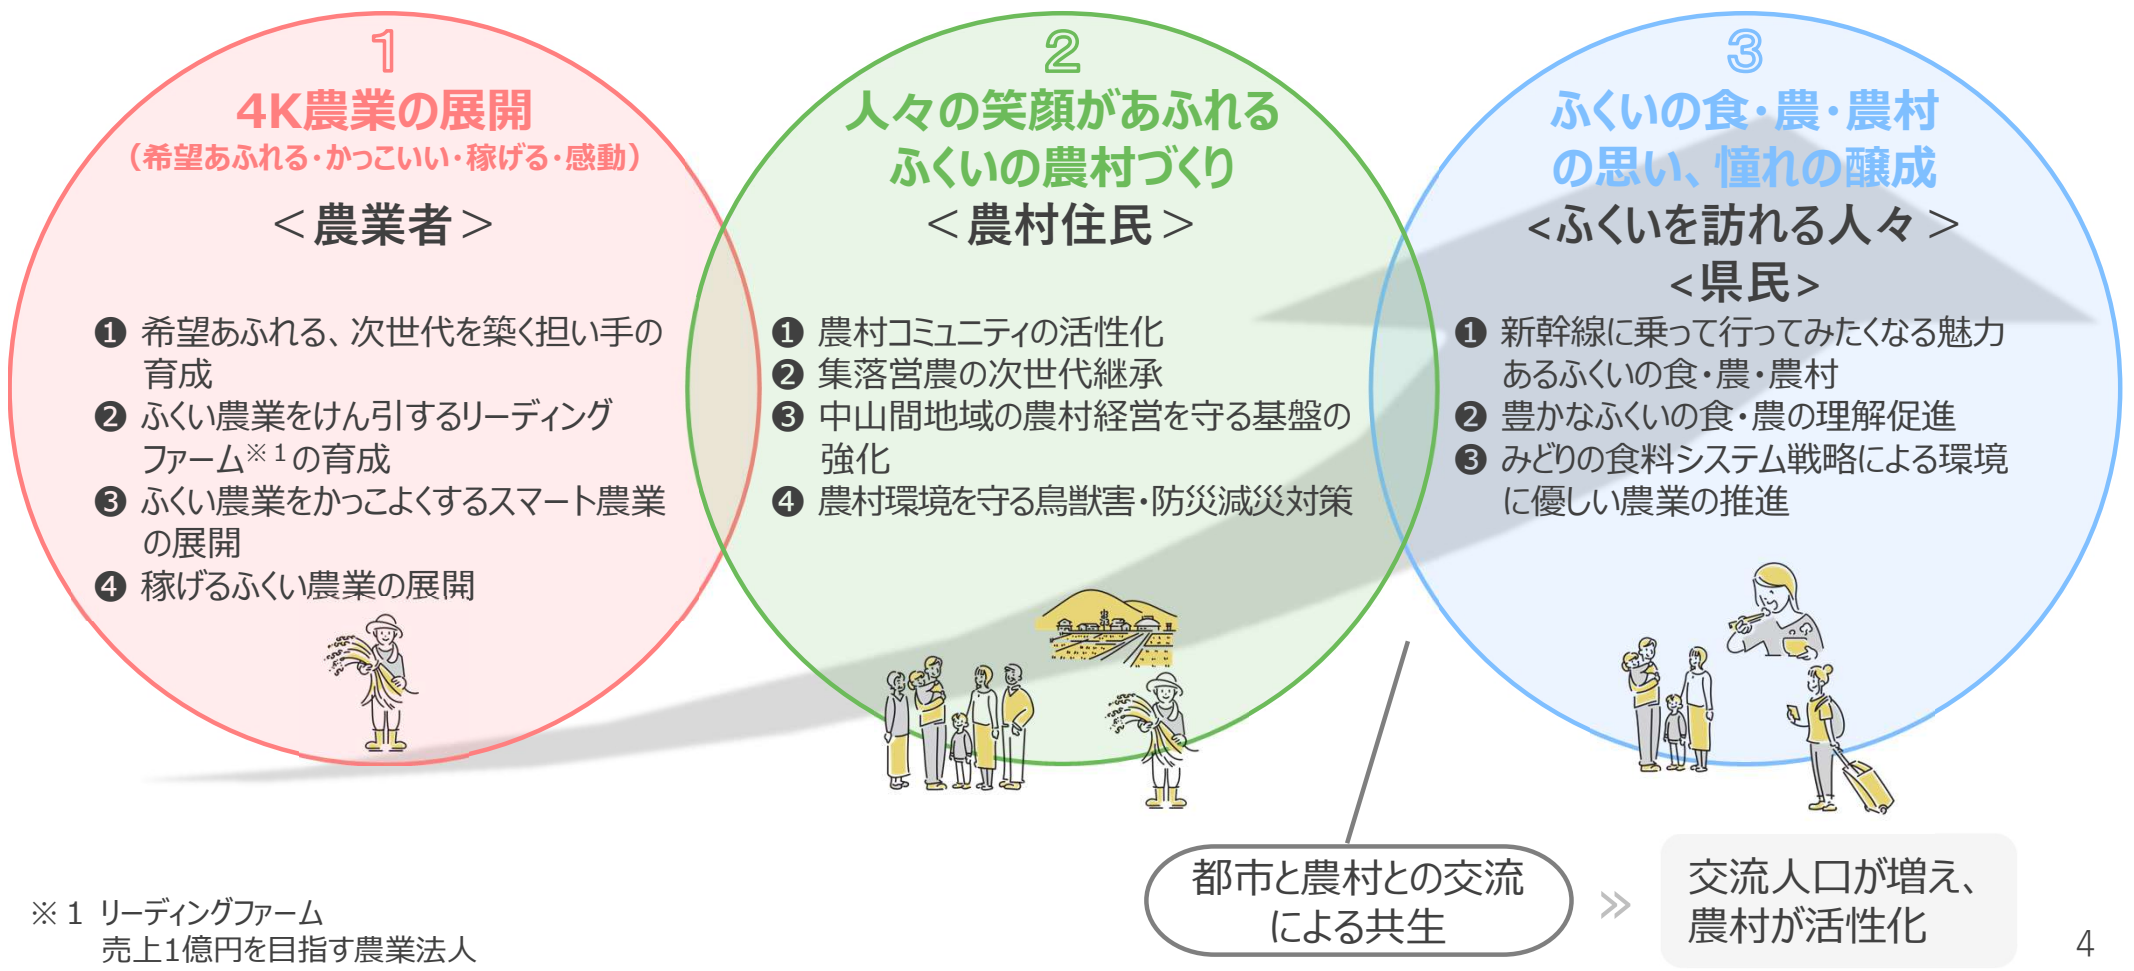 1
4K農業の展開
（希望あふれる・かっこいい・稼げる・感動）
＜農業者＞
❶ 希望あふれる、次世代を築く担い手の
育成
❷ ふくい農業をけん引するリーディング
ファーム※１の育成
❸ ふくい農業をかっこよくするスマート農業
の展開
❹ 稼げるふくい農業の展開
2
人々の笑顔があふれる
ふくいの農村づくり
＜農村住民＞
❶ 農村コミュニティの活性化
❷ 集落営農の次世代継承
❸ 中山間地域の農村経営を守る基盤の
強化
❹ 農村環境を守る鳥獣害・防災減災対策
3
ふくいの食・農・農村
の思い、憧れの醸成
<ふくいを訪れる人々＞
<県民>
❶ 新幹線に乗って行ってみたくなる魅力
あるふくいの食・農・農村
❷ 豊かなふくいの食・農の理解促進
❸ みどりの食料システム戦略による環境
に優しい農業の推進
都市と農村との交流
による共生
»
交流人口が増え、
農村が活性化
※１ リーディングファーム
売上1億円を目指す農業法人
4